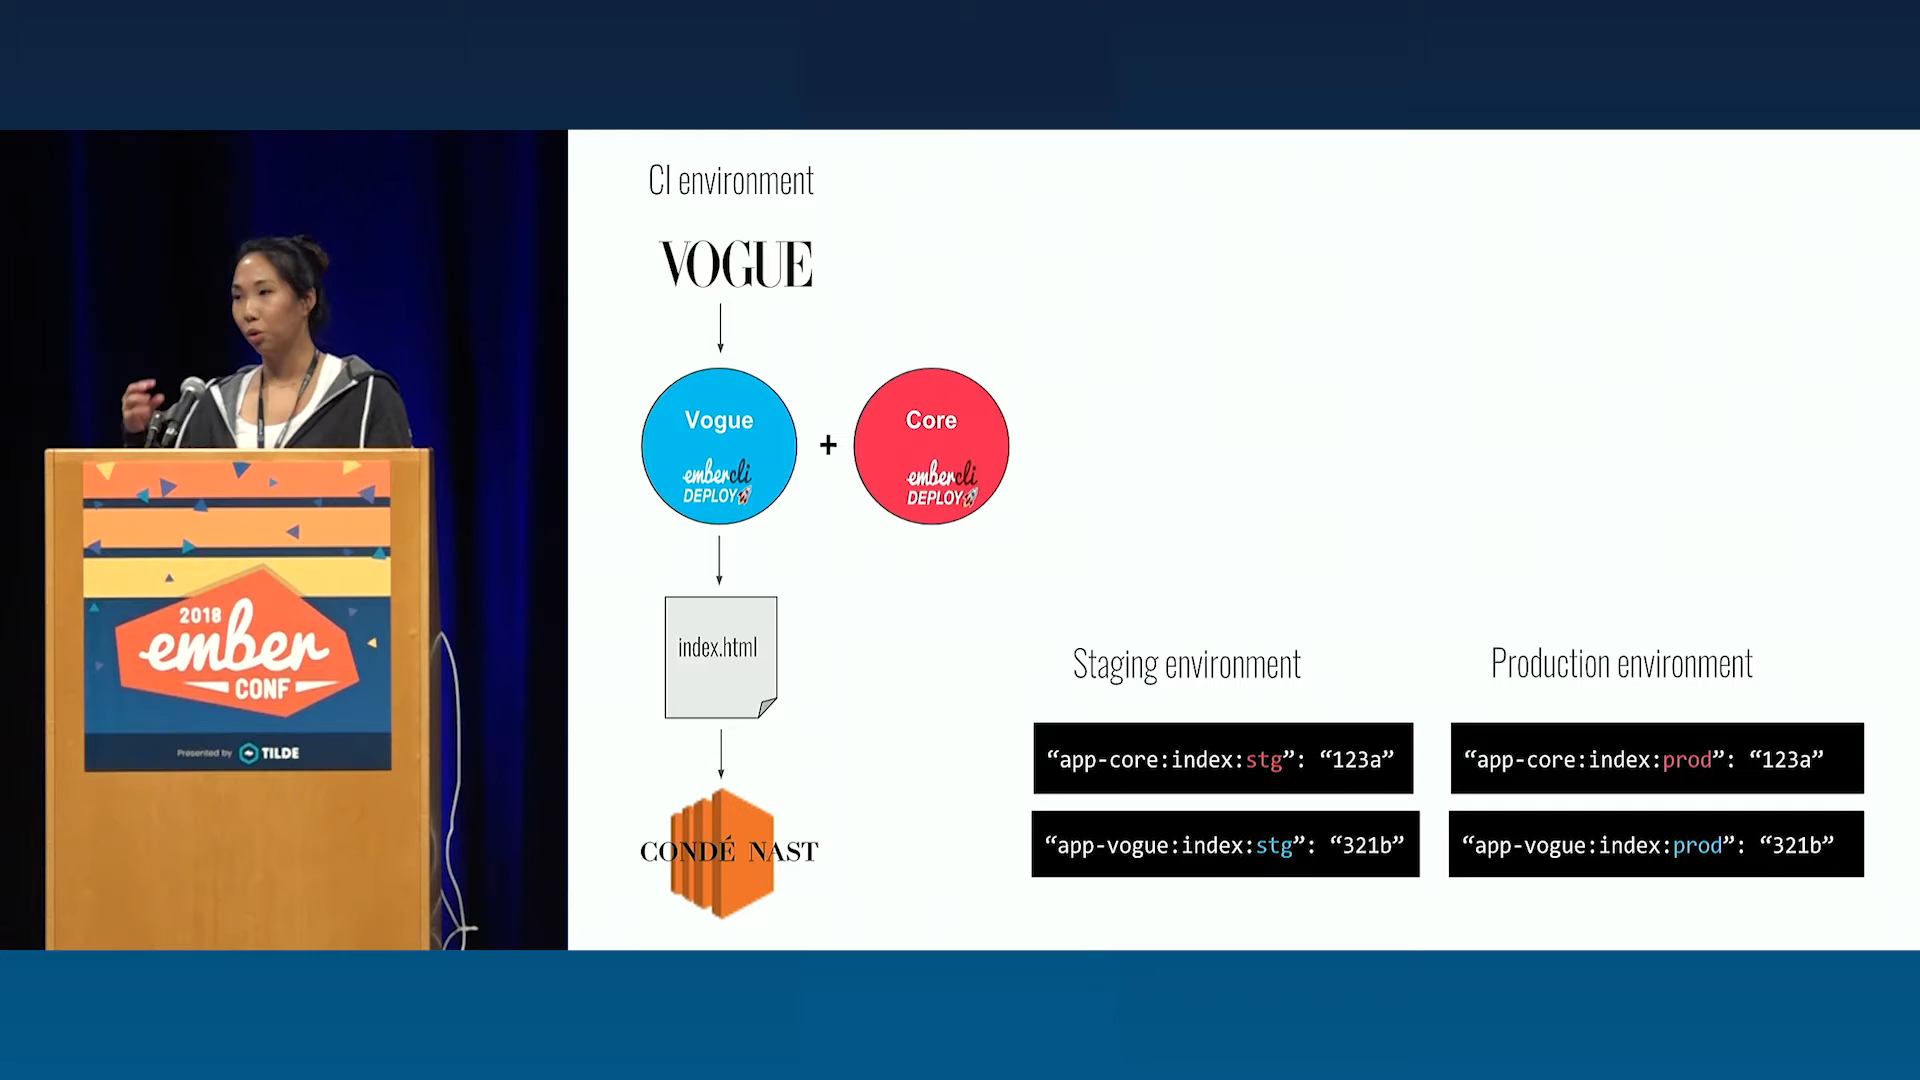 CI environment
VOGUE
Vogue
embercli
DEPLOY
+
Core
embercli
DEPLOY
index.html
CONDÉ NAST
Staging environment
“app-core:index:stg”: “123a”
“app-vogue:index:stg”: “321b”
Production environment
“app-core:index:prod”: “123a”
“app-vogue:index:prod”: “321b”
2018
ember
CONF
Presented by TILDE